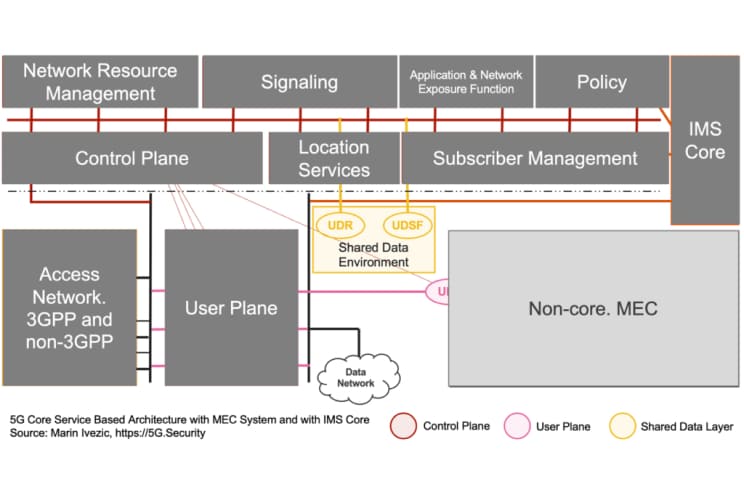 Network Resource
Management
Signaling
Application & Network
Exposure Function
Policy
IMS
Core
Control Plane
Location
Services
Subscriber Management
UDR
UDSF
Shared Data
Environment
Access
Network.
3GPP and
non-3GPP
User Plane
Non-core. MEC
Data
Network
5G Core Service Based Architecture with MEC System and with IMS Core
Source: Marin Ivezic, https://5G.Security
Control Plane
User Plane
Shared Data Layer